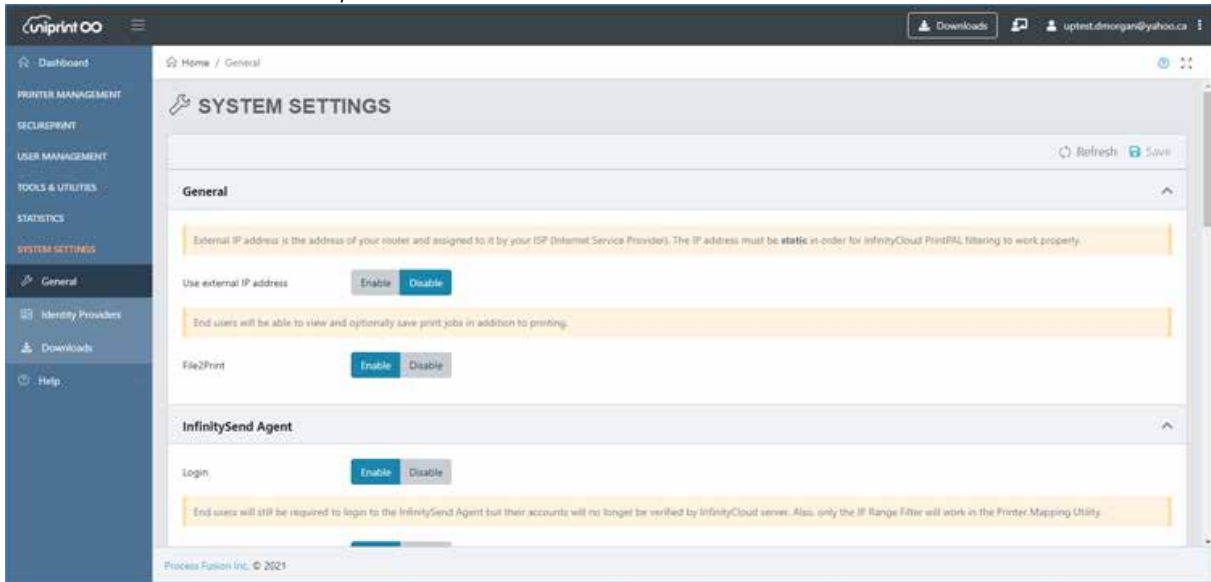 uniprint
Downloads
uptest.dmorgan@yahoo.ca
Dashboard
Home / General
PRINTER MANAGEMENT
SYSTEM SETTINGS
SECUREPRINT
USER MANAGEMENT
Refresh Save
TOOLS & UTILITIES
General
STATISTICS
External IP address is the address of your router and assigned to it by your ISP (Internet Service Provider). The IP address must be static in order for InfinityCloud PrintPAL filtering to work properly.
SYSTEM SETTINGS
General
Use external IP address Enable Disable
Identity Providers
End users will be able to view and optionally save print jobs in addition to printing.
Downloads
File2Print Enable Disable
Help
InfinitySend Agent
Login Enable Disable
End users will still be required to login to the InfinitySend Agent but their accounts will no longer be verified by InfinityCloud server. Also, only the IP Range Filter will work in the Printer Mapping Utility.
Process Fusion Inc. © 2021